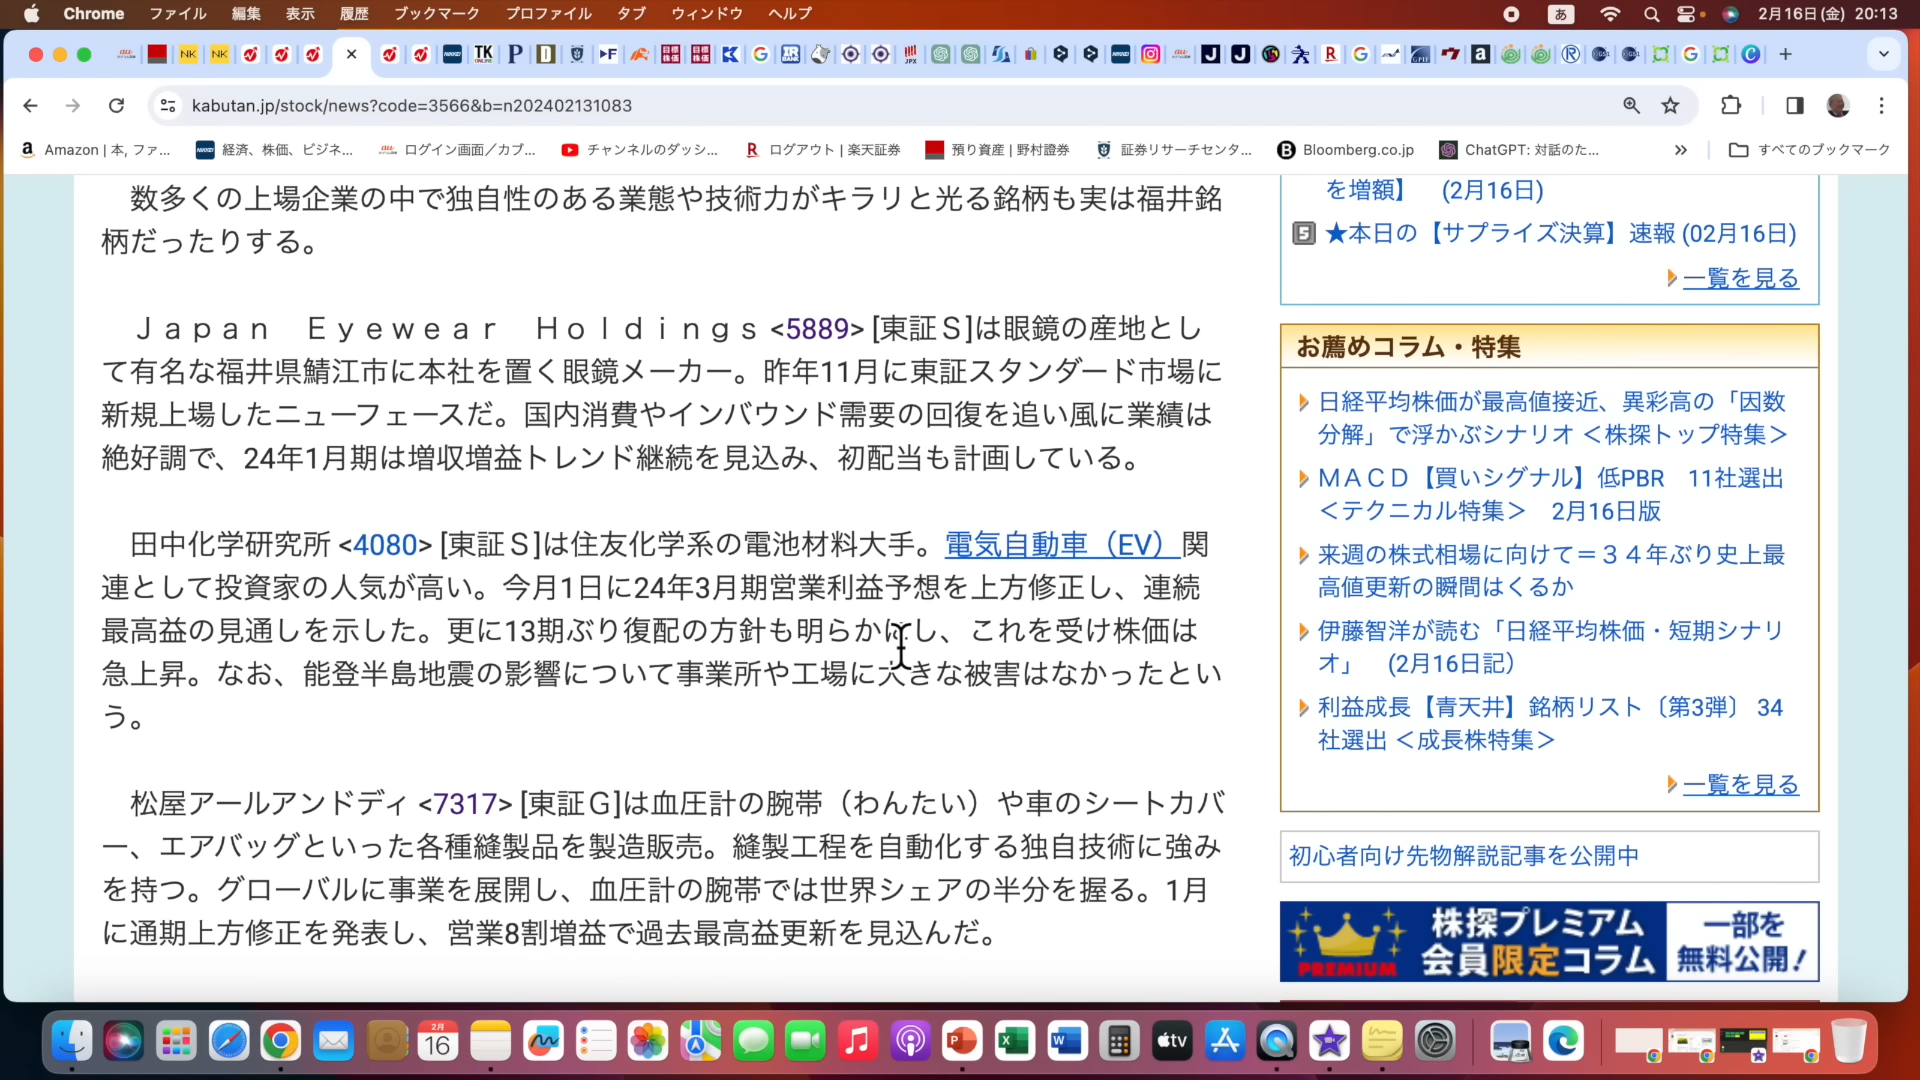 Chrome ファイル 編集 表示 履歴 ブックマーク プロファイル タブ ウィンドウ ヘルプ
あ 2月16日(金) 20:13
kabutan.jp/stock/news?code=3566&b=n202402131083
Amazon | 本, ファ... 経済、株価、ビジネ... ログイン画面／カブ... チャンネルのダッシ... ログアウト | 楽天証券 預り資産 | 野村證券 証券リサーチセンタ... Bloomberg.co.jp ChatGPT: 対話のた... » すべてのブックマーク
数多くの上場企業の中で独自性のある業態や技術力がキラリと光る銘柄も実は福井銘
柄だったりする。
Ｊａｐａｎ　Ｅｙｅｗｅａｒ　Ｈｏｌｄｉｎｇｓ <5889> [東証Ｓ]は眼鏡の産地とし
て有名な福井県鯖江市に本社を置く眼鏡メーカー。昨年11月に東証スタンダード市場に
新規上場したニューフェースだ。国内消費やインバウンド需要の回復を追い風に業績は
絶好調で、24年1月期は増収増益トレンド継続を見込み、初配当も計画している。
田中化学研究所 <4080> [東証Ｓ]は住友化学系の電池材料大手。電気自動車（EV）関
連として投資家の人気が高い。今月1日に24年3月期営業利益予想を上方修正し、連続
最高益の見通しを示した。更に13期ぶり復配の方針も明らかにし、これを受け株価は
急上昇。なお、能登半島地震の影響について事業所や工場に大きな被害はなかったとい
う。
松屋アールアンドディ <7317> [東証Ｇ]は血圧計の腕帯（わんたい）や車のシートカバ
ー、エアバッグといった各種縫製品を製造販売。縫製工程を自動化する独自技術に強み
を持つ。グローバルに事業を展開し、血圧計の腕帯では世界シェアの半分を握る。1月
に通期上方修正を発表し、営業8割増益で過去最高益更新を見込んだ。
を増額】　(2月16日)
5 ★本日の【サプライズ決算】速報 (02月16日)
一覧を見る
お薦めコラム・特集
日経平均株価が最高値接近、異彩高の「因数
分解」で浮かぶシナリオ ＜株探トップ特集＞
ＭＡＣＤ【買いシグナル】低PBR　11社選出
＜テクニカル特集＞　2月16日版
来週の株式相場に向けて＝３４年ぶり史上最
高値更新の瞬間はくるか
伊藤智洋が読む「日経平均株価・短期シナリ
オ」　(2月16日記)
利益成長【青天井】銘柄リスト〔第3弾〕 34
社選出 ＜成長株特集＞
一覧を見る
初心者向け先物解説記事を公開中
PREMIUM
株探プレミアム
会員限定コラム
一部を
無料公開！
2月
16
tv